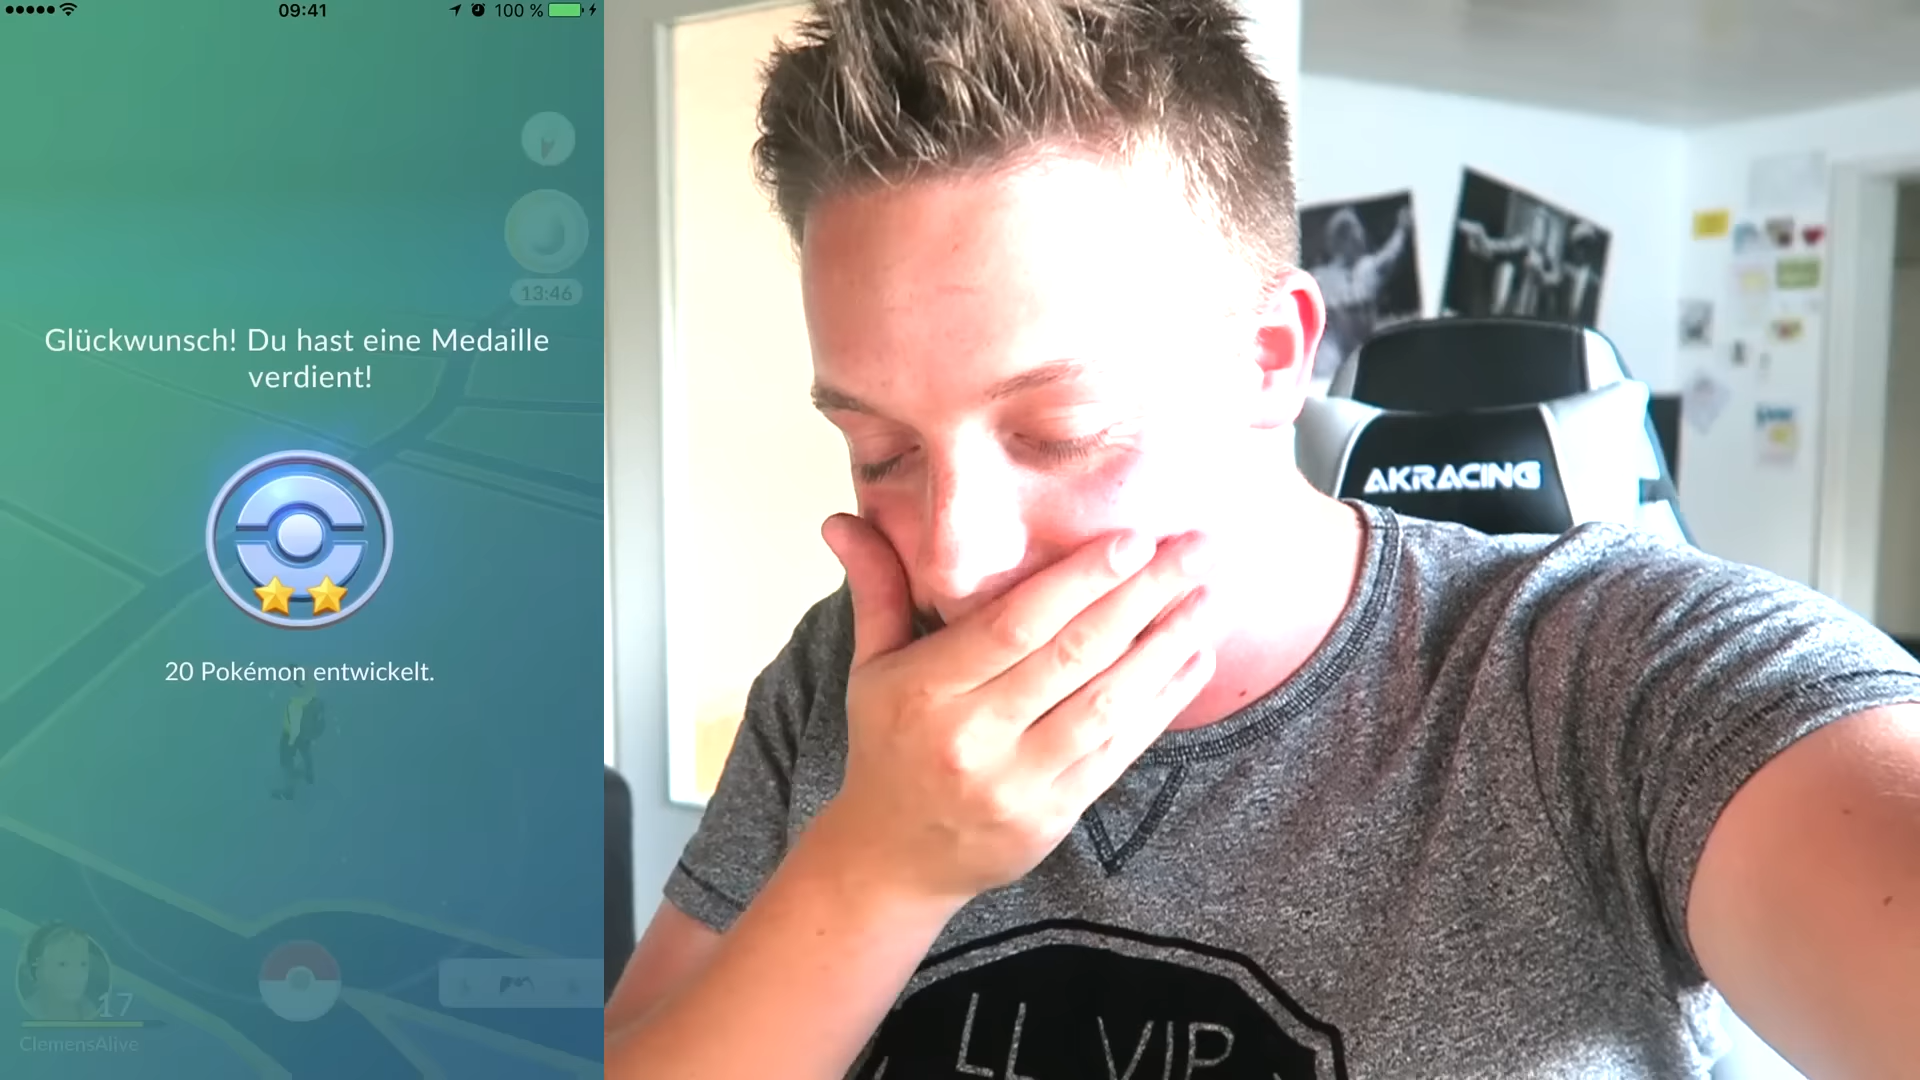 09:41
100 %
13:46
Glückwunsch! Du hast eine Medaille
verdient!
20 Pokémon entwickelt.
17
ClemensAlive
AKRACING
LL VIP